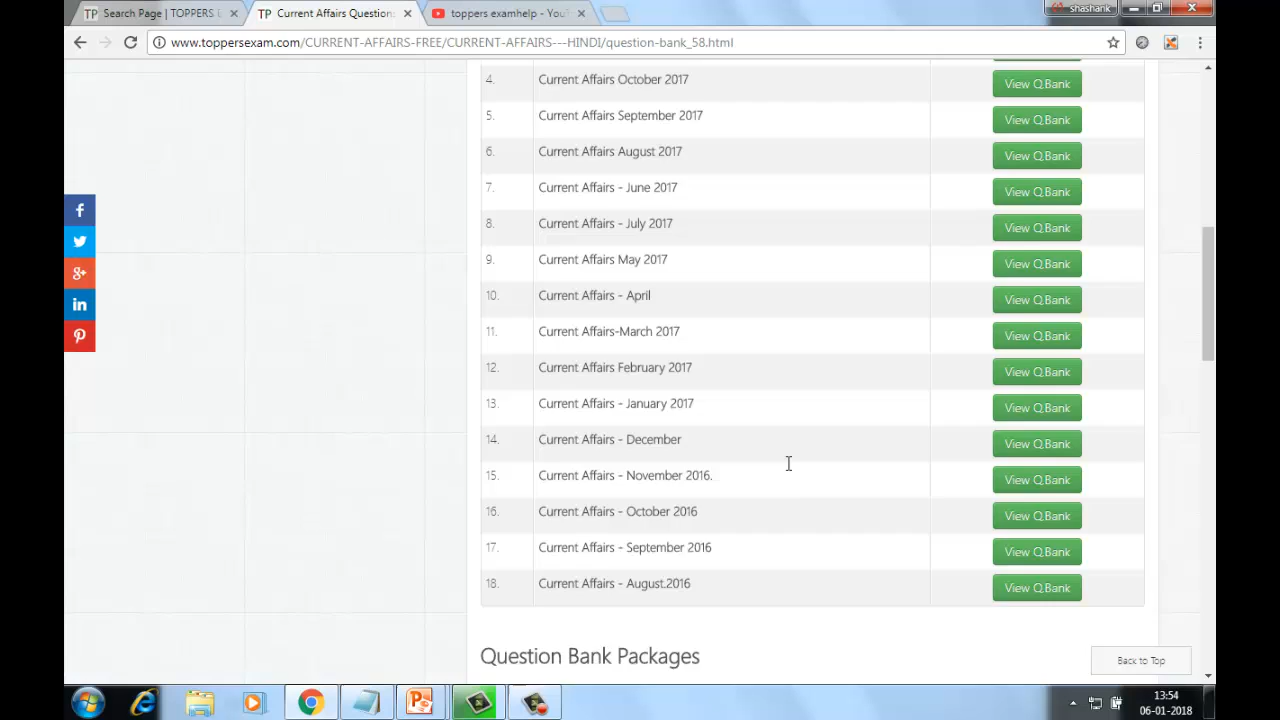 Search Page | TOPPERS
Current Affairs Question
toppers examhelp - You
shashank
www.toppersexam.com/CURRENT-AFFAIRS-FREE/CURRENT-AFFAIRS---HINDI/question-bank_58.html
4. Current Affairs October 2017 View Q.Bank
5. Current Affairs September 2017 View Q.Bank
6. Current Affairs August 2017 View Q.Bank
7. Current Affairs - June 2017 View Q.Bank
8. Current Affairs - July 2017 View Q.Bank
9. Current Affairs May 2017 View Q.Bank
10. Current Affairs - April View Q.Bank
11. Current Affairs-March 2017 View Q.Bank
12. Current Affairs February 2017 View Q.Bank
13. Current Affairs - January 2017 View Q.Bank
14. Current Affairs - December View Q.Bank
15. Current Affairs - November 2016. View Q.Bank
16. Current Affairs - October 2016 View Q.Bank
17. Current Affairs - September 2016 View Q.Bank
18. Current Affairs - August.2016 View Q.Bank
Question Bank Packages
Back to Top
13:54
06-01-2018